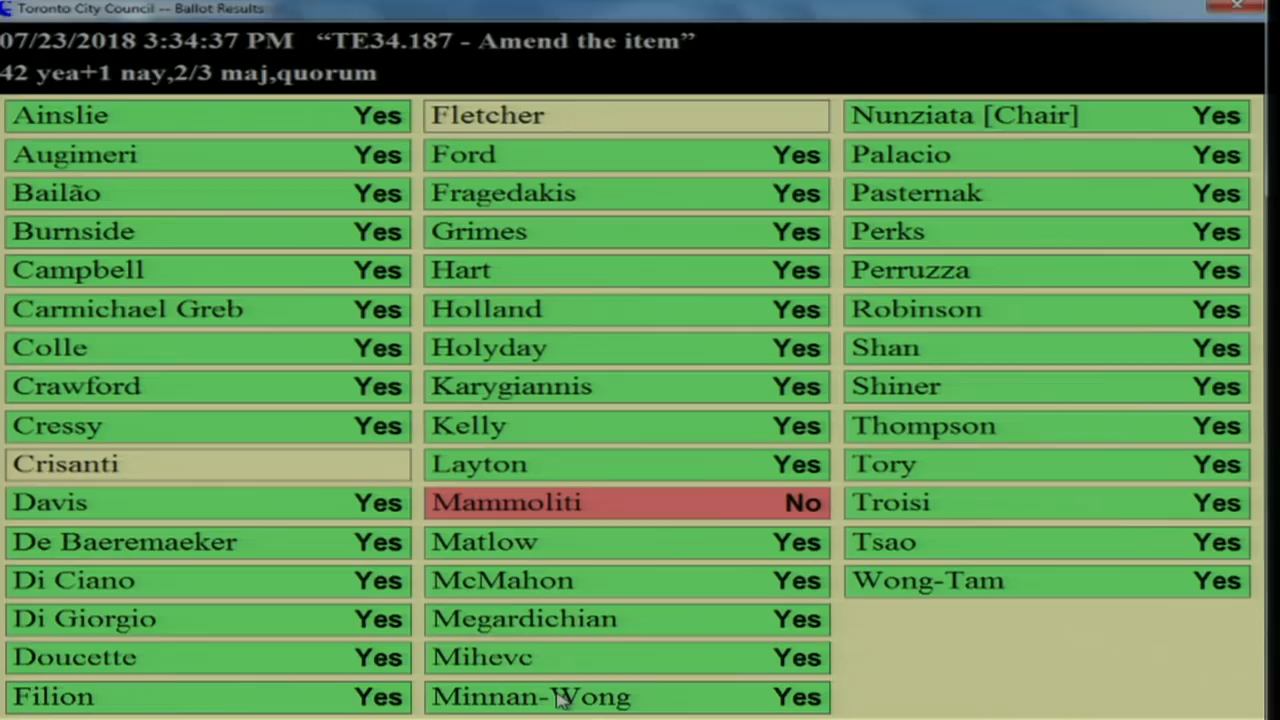 Toronto City Council -- Ballot Results
07/23/2018 3:34:37 PM “TE34.187 - Amend the item”
42 yea+1 nay,2/3 maj,quorum
Ainslie Yes
Augimeri Yes
Bailão Yes
Burnside Yes
Campbell Yes
Carmichael Greb Yes
Colle Yes
Crawford Yes
Cressy Yes
Crisanti
Davis Yes
De Baeremaeker Yes
Di Ciano Yes
Di Giorgio Yes
Doucette Yes
Filion Yes
Fletcher
Ford Yes
Fragedakis Yes
Grimes Yes
Hart Yes
Holland Yes
Holyday Yes
Karygiannis Yes
Kelly Yes
Layton Yes
Mammoliti No
Matlow Yes
McMahon Yes
Megardichian Yes
Mihevc Yes
Minnan-Wong Yes
Nunziata [Chair] Yes
Palacio Yes
Pasternak Yes
Perks Yes
Perruzza Yes
Robinson Yes
Shan Yes
Shiner Yes
Thompson Yes
Tory Yes
Troisi Yes
Tsao Yes
Wong-Tam Yes